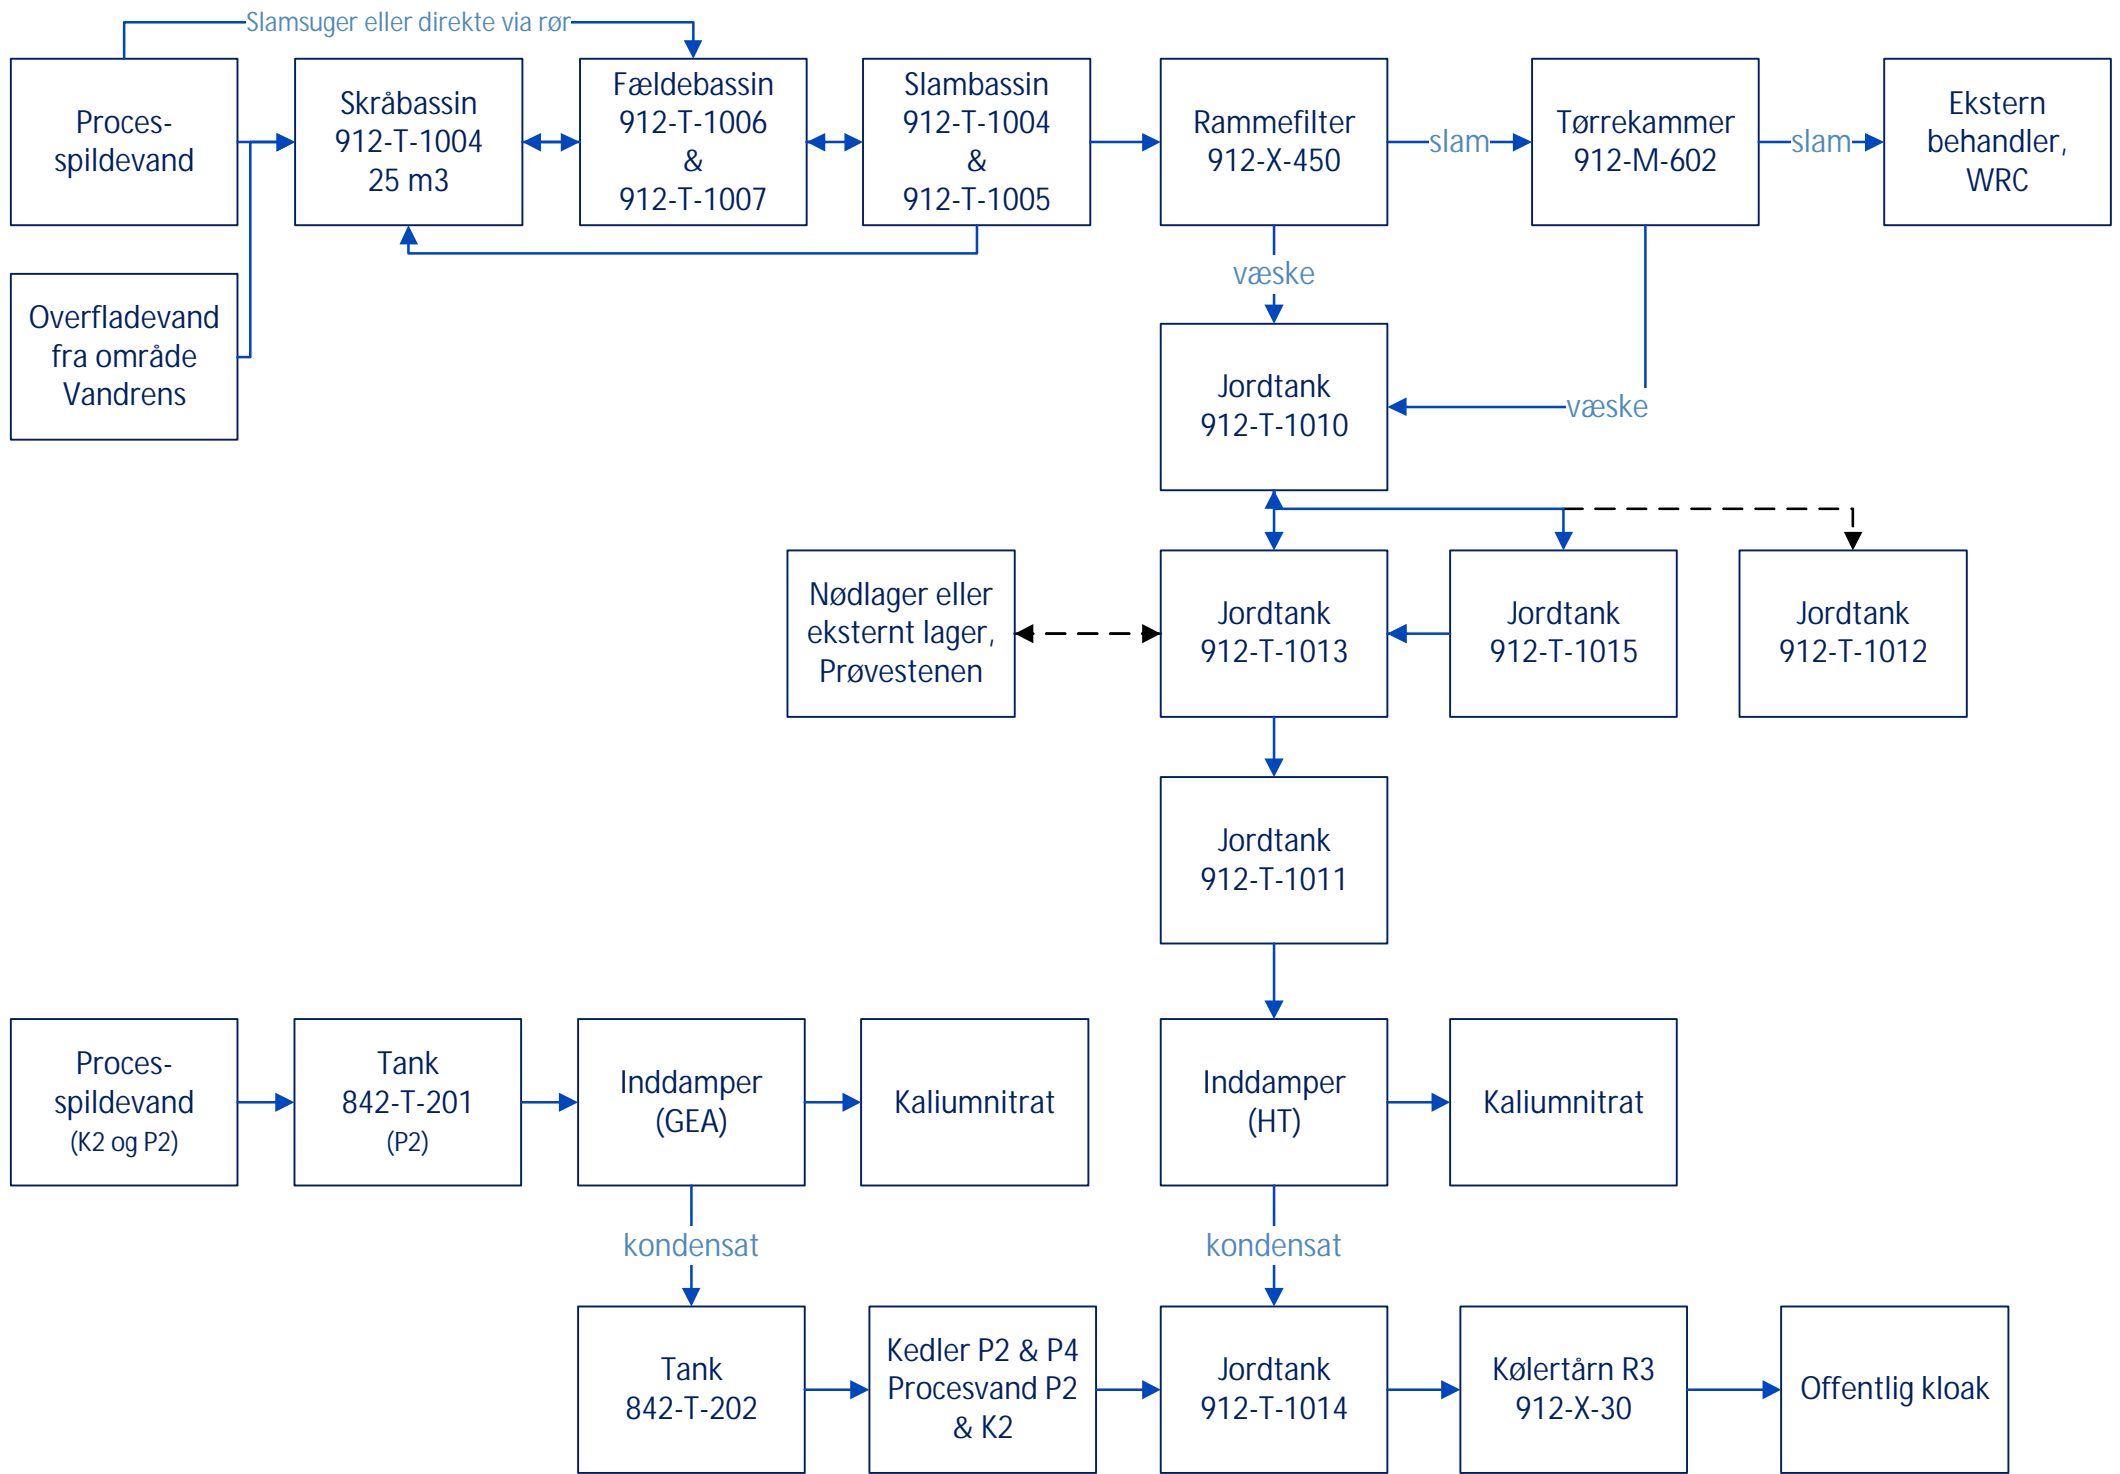 Slamsuger eller direkte via rør
Proces-
spildevand
Skråbassin
912-T-1004
25 m3
Fældebassin
912-T-1006
&
912-T-1007
Slambassin
912-T-1004
&
912-T-1005
Rammefilter
912-X-450
slam
Tørrekammer
912-M-602
slam
Ekstern
behandler,
WRC
Overfladevand
fra område
Vandrens
væske
Jordtank
912-T-1010
væske
Nødlager eller
eksternt lager,
Prøvestenen
Jordtank
912-T-1013
Jordtank
912-T-1015
Jordtank
912-T-1012
Jordtank
912-T-1011
Proces-
spildevand
(K2 og P2)
Tank
842-T-201
(P2)
Inddamper
(GEA)
Kaliumnitrat
Inddamper
(HT)
Kaliumnitrat
kondensat
kondensat
Tank
842-T-202
Kedler P2 & P4
Procesvand P2
& K2
Jordtank
912-T-1014
Kølertårn R3
912-X-30
Offentlig kloak